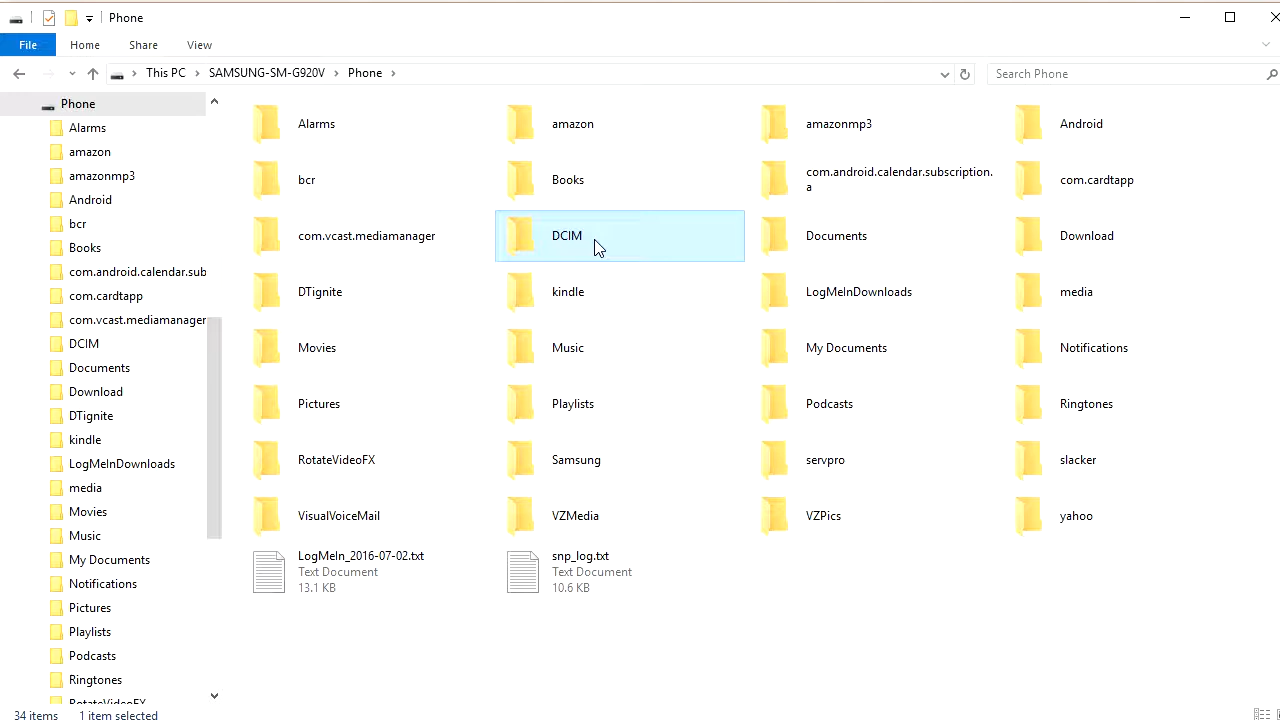 Phone
File Home Share View
This PC SAMSUNG-SM-G920V Phone
Search Phone
Phone
Alarms
amazon
amazonmp3
Android
bcr
Books
com.android.calendar.sub
com.cardtapp
com.vcast.mediamanager
DCIM
Documents
Download
DTignite
kindle
LogMeInDownloads
media
Movies
Music
My Documents
Notifications
Pictures
Playlists
Podcasts
Ringtones
RotateVideoFX
Alarms amazon amazonmp3 Android
bcr Books com.android.calendar.subscription.
a
com.cardtapp
com.vcast.mediamanager DCIM Documents Download
DTignite kindle LogMeInDownloads media
Movies Music My Documents Notifications
Pictures Playlists Podcasts Ringtones
RotateVideoFX Samsung servpro slacker
VisualVoiceMail VZMedia VZPics yahoo
LogMeIn_2016-07-02.txt snp_log.txt
Text Document Text Document
13.1 KB 10.6 KB
34 items 1 item selected